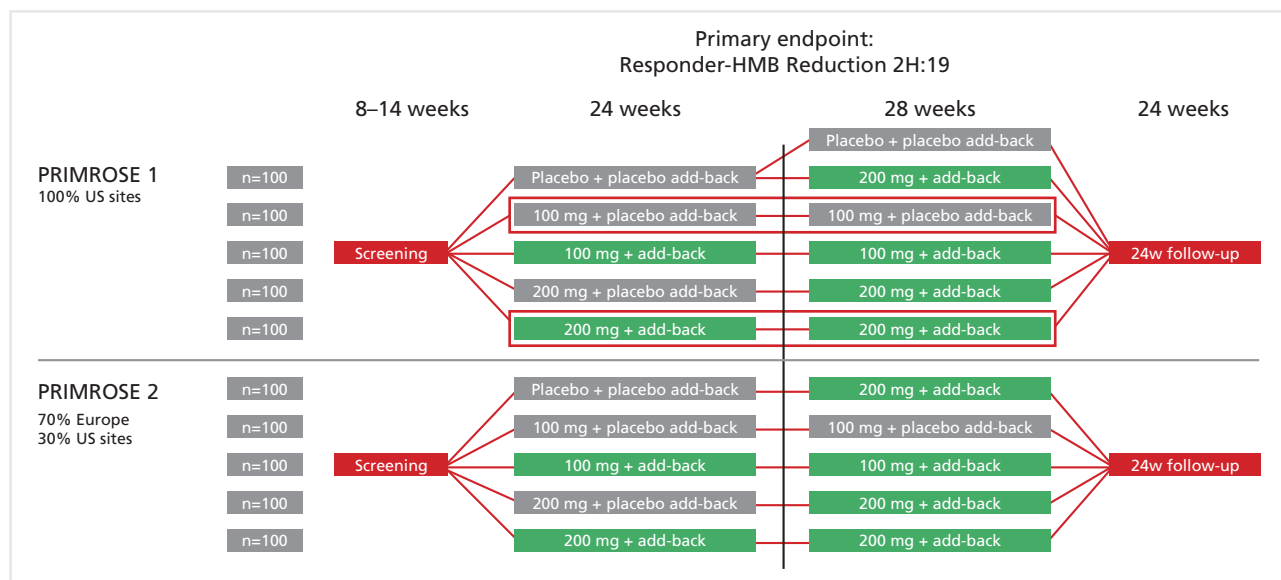 Primary endpoint:
Responder-HMB Reduction 2H:19
8–14 weeks 24 weeks 28 weeks 24 weeks
Placebo + placebo add-back
PRIMROSE 1 n=100 Placebo + placebo add-back 200 mg + add-back
100% US sites
n=100 100 mg + placebo add-back 100 mg + placebo add-back
n=100 Screening 100 mg + add-back 100 mg + add-back 24w follow-up
n=100 200 mg + placebo add-back 200 mg + add-back
n=100 200 mg + add-back 200 mg + add-back
PRIMROSE 2 n=100 Placebo + placebo add-back 200 mg + add-back
70% Europe
n=100 100 mg + placebo add-back 100 mg + placebo add-back
30% US sites
n=100 Screening 100 mg + add-back 100 mg + add-back 24w follow-up
n=100 200 mg + placebo add-back 200 mg + add-back
n=100 200 mg + add-back 200 mg + add-back